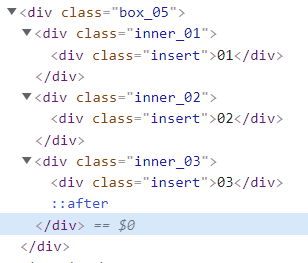 ▼<div class="box_05">
▼<div class="inner_01">
<div class="insert">01</div>
</div>
▼<div class="inner_02">
<div class="insert">02</div>
</div>
▼<div class="inner_03">
<div class="insert">03</div>
::after
</div> == $0
</div>